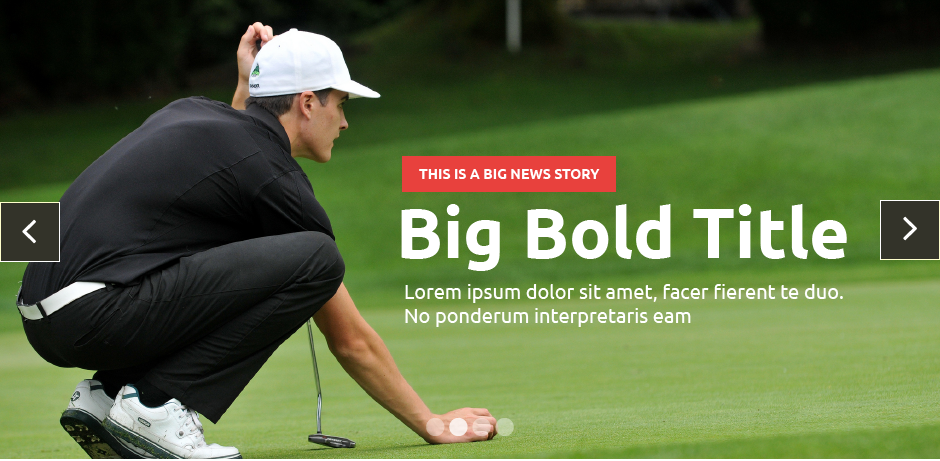 THIS IS A BIG NEWS STORY
Big Bold Title
Lorem ipsum dolor sit amet, facer fierent te duo.
No ponderum interpretaris eam